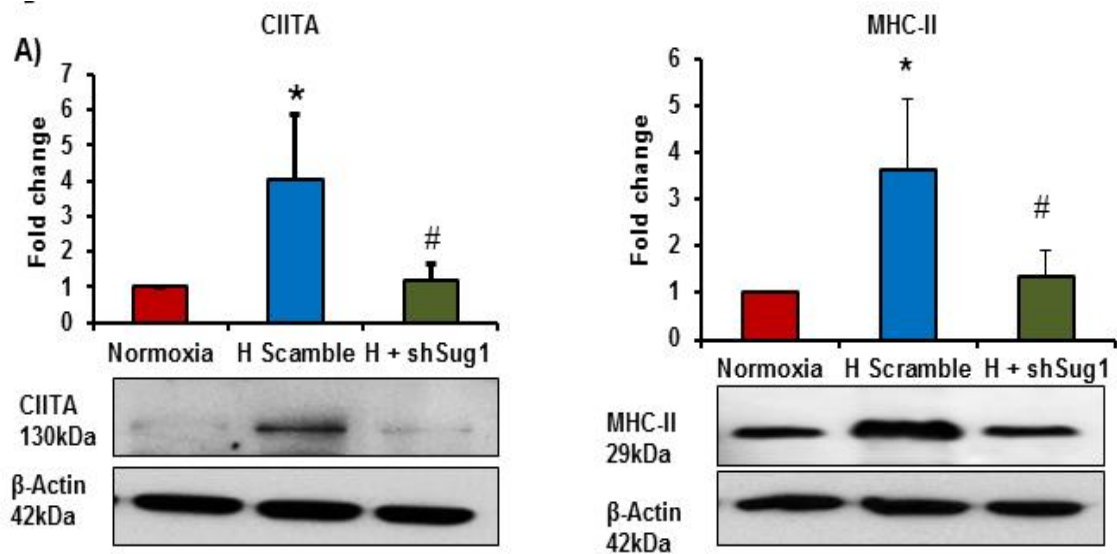 A)
CIITA
Fold change
7
6
5
4
3
2
1
0
*
#
Normoxia H Scamble H + shSug1
CIITA
130kDa
β-Actin
42kDa
MHC-II
Fold change
6
5
4
3
2
1
0
*
#
Normoxia H Scramble H + shSug1
MHC-II
29kDa
β-Actin
42kDa